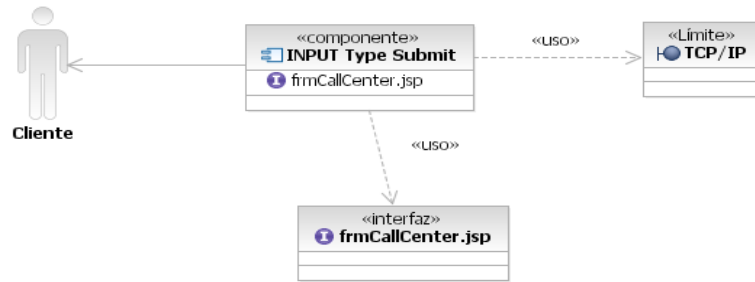 «componente»
INPUT Type Submit
frmCallCenter.jsp
«uso»
«Límite»
TCP/IP
Cliente
«uso»
«interfaz»
frmCallCenter.jsp